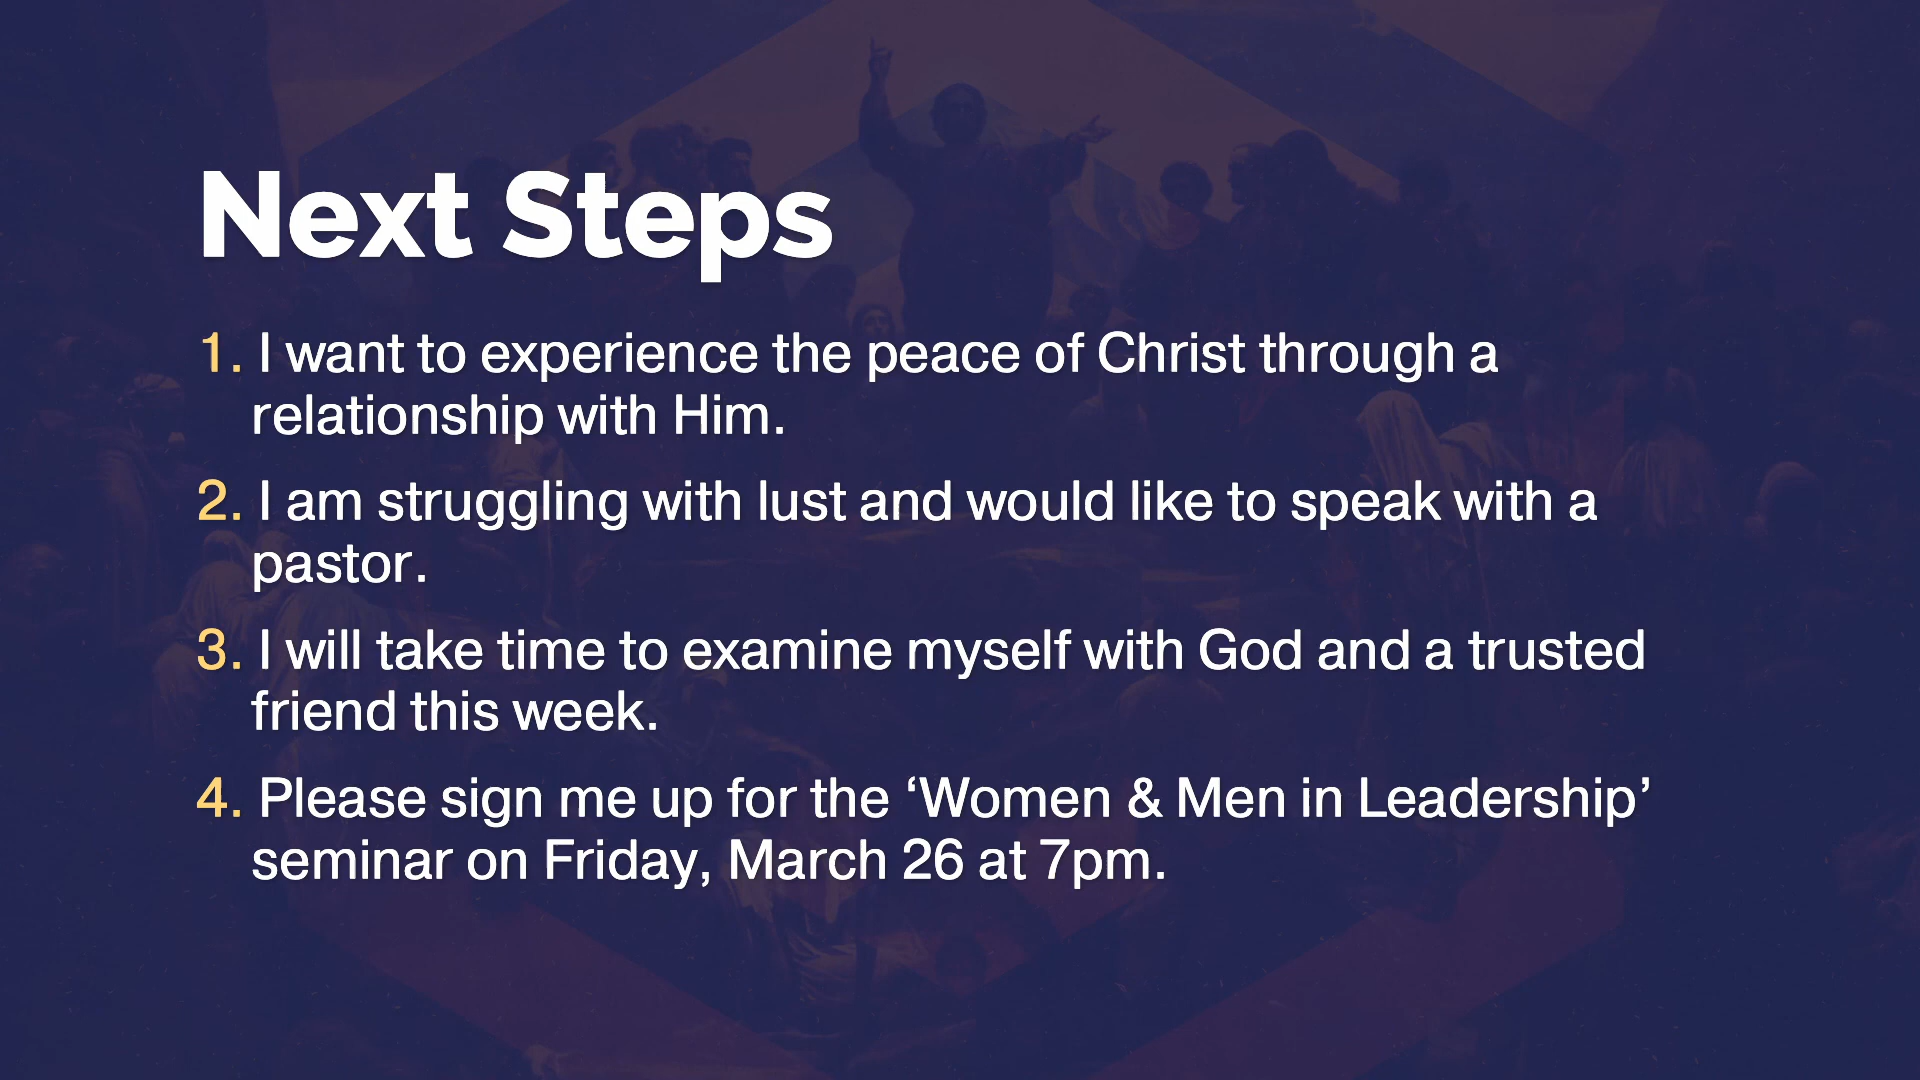 Next Steps
1. I want to experience the peace of Christ through a
relationship with Him.
2. I am struggling with lust and would like to speak with a
pastor.
3. I will take time to examine myself with God and a trusted
friend this week.
4. Please sign me up for the ‘Women & Men in Leadership’
seminar on Friday, March 26 at 7pm.